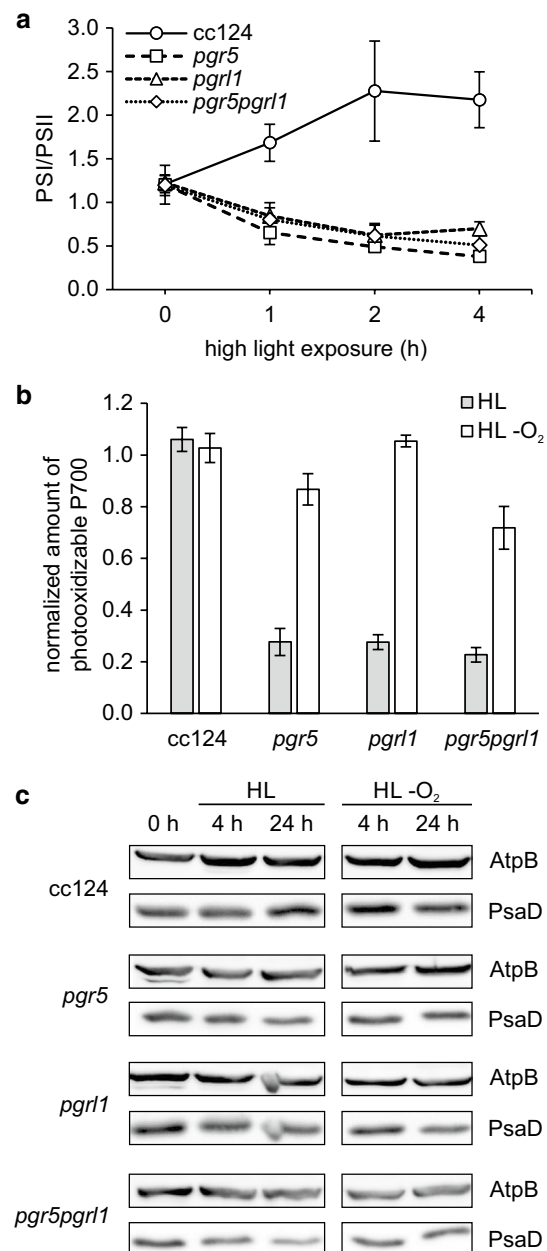 a
3.0
2.5
2.0
1.5
1.0
0.5
0.0
PSI/PSII
cc124
pgr5
pgrl1
pgr5pgrl1
0 1 2 4
high light exposure (h)
b
1.2
1.0
0.8
0.6
0.4
0.2
0.0
normalized amount of
photooxidizable P700
HL
HL -O₂
cc124 pgr5 pgrl1 pgr5pgrl1
c
HL HL -O₂
0 h 4 h 24 h 4 h 24 h
cc124
AtpB
PsaD
pgr5
AtpB
PsaD
pgrl1
AtpB
PsaD
pgr5pgrl1
AtpB
PsaD